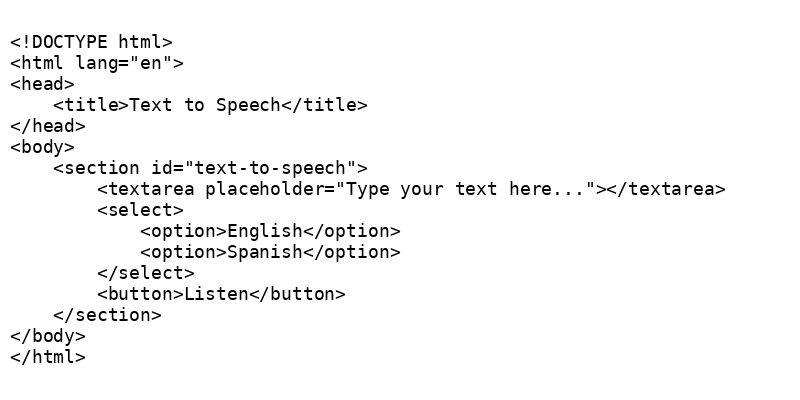 <!DOCTYPE html>
<html lang="en">
<head>
    <title>Text to Speech</title>
</head>
<body>
    <section id="text-to-speech">
        <textarea placeholder="Type your text here..."></textarea>
        <select>
            <option>English</option>
            <option>Spanish</option>
        </select>
        <button>Listen</button>
    </section>
</body>
</html>